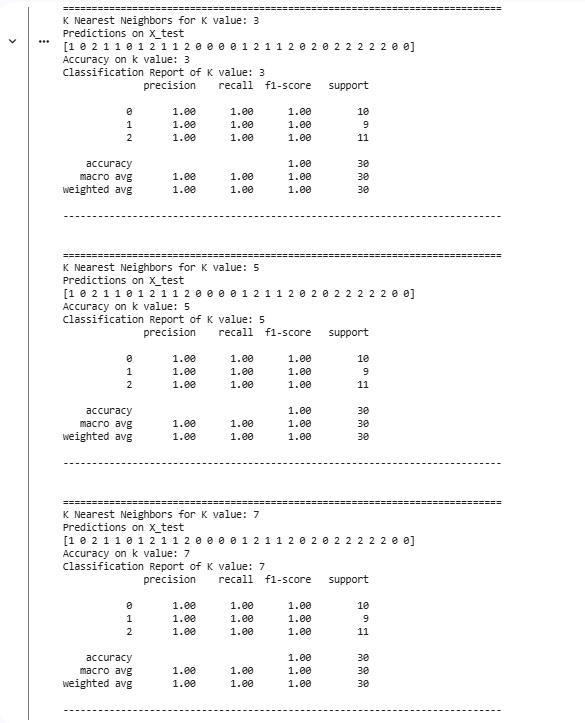 ================================================================================
K Nearest Neighbors for K value: 3
Predictions on X_test
[1 0 2 1 1 0 1 2 1 1 2 0 0 0 0 1 2 1 1 2 0 2 0 2 2 2 2 2 0 0]
Accuracy on k value: 3
Classification Report of K value: 3
precision recall f1-score support
0 1.00 1.00 1.00 10
1 1.00 1.00 1.00 9
2 1.00 1.00 1.00 11
accuracy 1.00 30
macro avg 1.00 1.00 1.00 30
weighted avg 1.00 1.00 1.00 30
--------------------------------------------------------------------------------
================================================================================
K Nearest Neighbors for K value: 5
Predictions on X_test
[1 0 2 1 1 0 1 2 1 1 2 0 0 0 0 1 2 1 1 2 0 2 0 2 2 2 2 2 0 0]
Accuracy on k value: 5
Classification Report of K value: 5
precision recall f1-score support
0 1.00 1.00 1.00 10
1 1.00 1.00 1.00 9
2 1.00 1.00 1.00 11
accuracy 1.00 30
macro avg 1.00 1.00 1.00 30
weighted avg 1.00 1.00 1.00 30
--------------------------------------------------------------------------------
================================================================================
K Nearest Neighbors for K value: 7
Predictions on X_test
[1 0 2 1 1 0 1 2 1 1 2 0 0 0 0 1 2 1 1 2 0 2 0 2 2 2 2 2 0 0]
Accuracy on k value: 7
Classification Report of K value: 7
precision recall f1-score support
0 1.00 1.00 1.00 10
1 1.00 1.00 1.00 9
2 1.00 1.00 1.00 11
accuracy 1.00 30
macro avg 1.00 1.00 1.00 30
weighted avg 1.00 1.00 1.00 30
--------------------------------------------------------------------------------